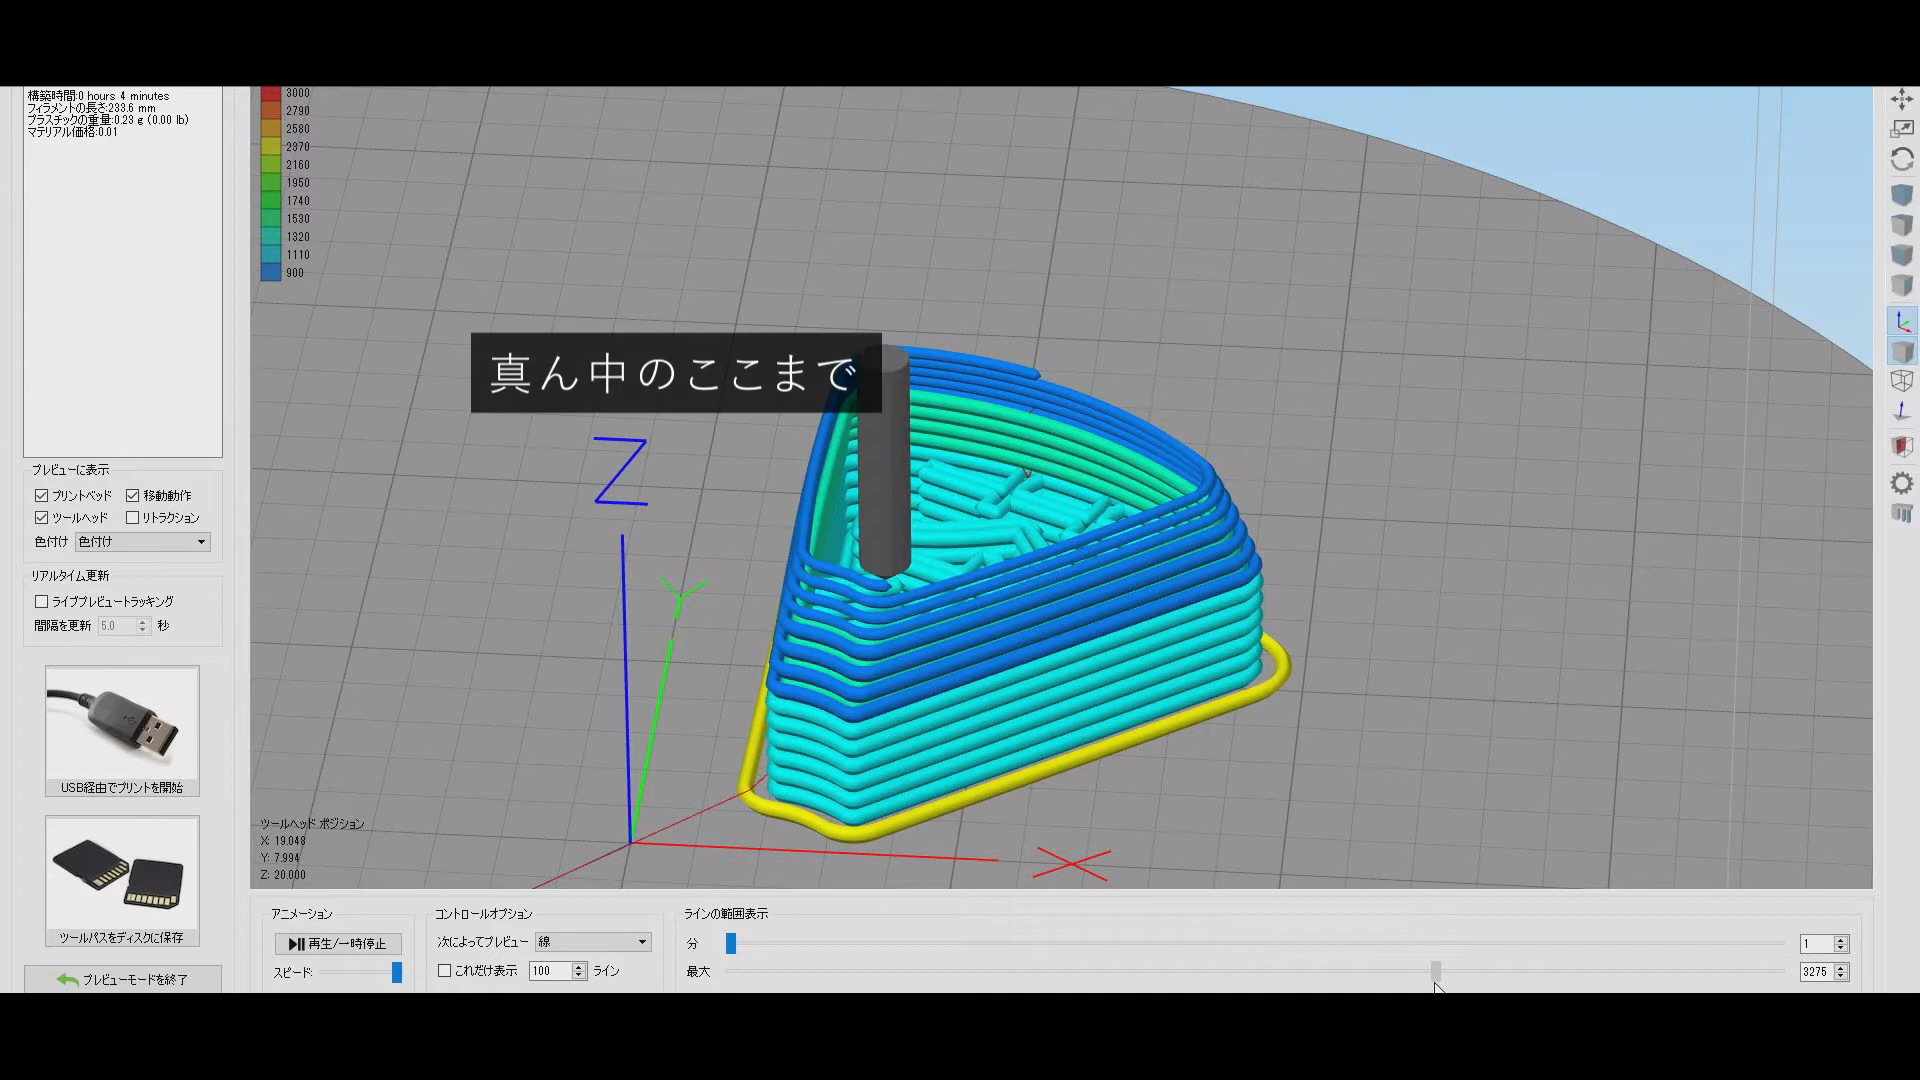 構築時間:0 hours 4 minutes
フィラメントの長さ:233.6 mm
プラスチックの重量:0.23 g (0.00 lb)
マテリアル価格:0.01
3000
2790
2580
2370
2160
1950
1740
1530
1320
1110
900
真ん中のここまで
Z
Y
X
プレビューに表示
プリントベッド 移動動作
ツールヘッド リトラクション
色付け 色付け
リアルタイム更新
ライブプレビュートラッキング
間隔を更新 5.0 秒
USB経由でプリントを開始
ツールパスをディスクに保存
プレビューモードを終了
ツールヘッド ポジション
X: 19.048
Y: 7.994
Z: 20.000
アニメーション
再生/一時停止
スピード:
コントロールオプション
次によってプレビュー 線
これだけ表示 100 ライン
ラインの範囲表示
分 1
最大 3275